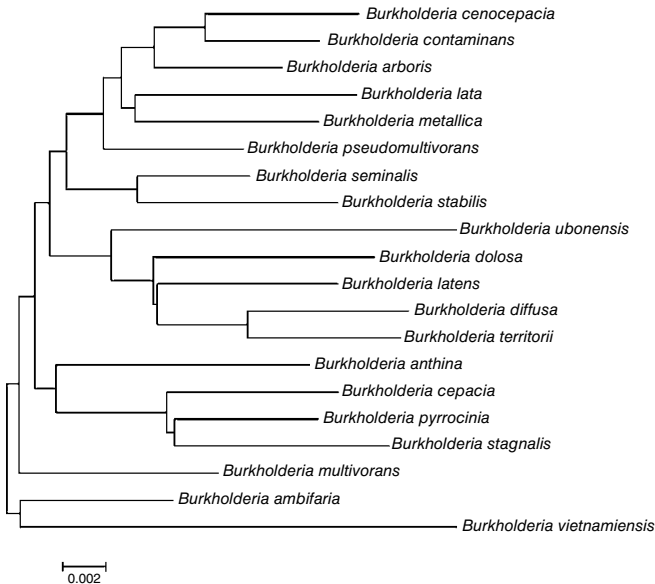 Burkholderia cenocepacia
Burkholderia contaminans
Burkholderia arboris
Burkholderia lata
Burkholderia metallica
Burkholderia pseudomultivorans
Burkholderia seminalis
Burkholderia stabilis
Burkholderia ubonensis
Burkholderia dolosa
Burkholderia latens
Burkholderia diffusa
Burkholderia territorii
Burkholderia anthina
Burkholderia cepacia
Burkholderia pyrrocinia
Burkholderia stagnalis
Burkholderia multivorans
Burkholderia ambifaria
Burkholderia vietnamiensis
0.002